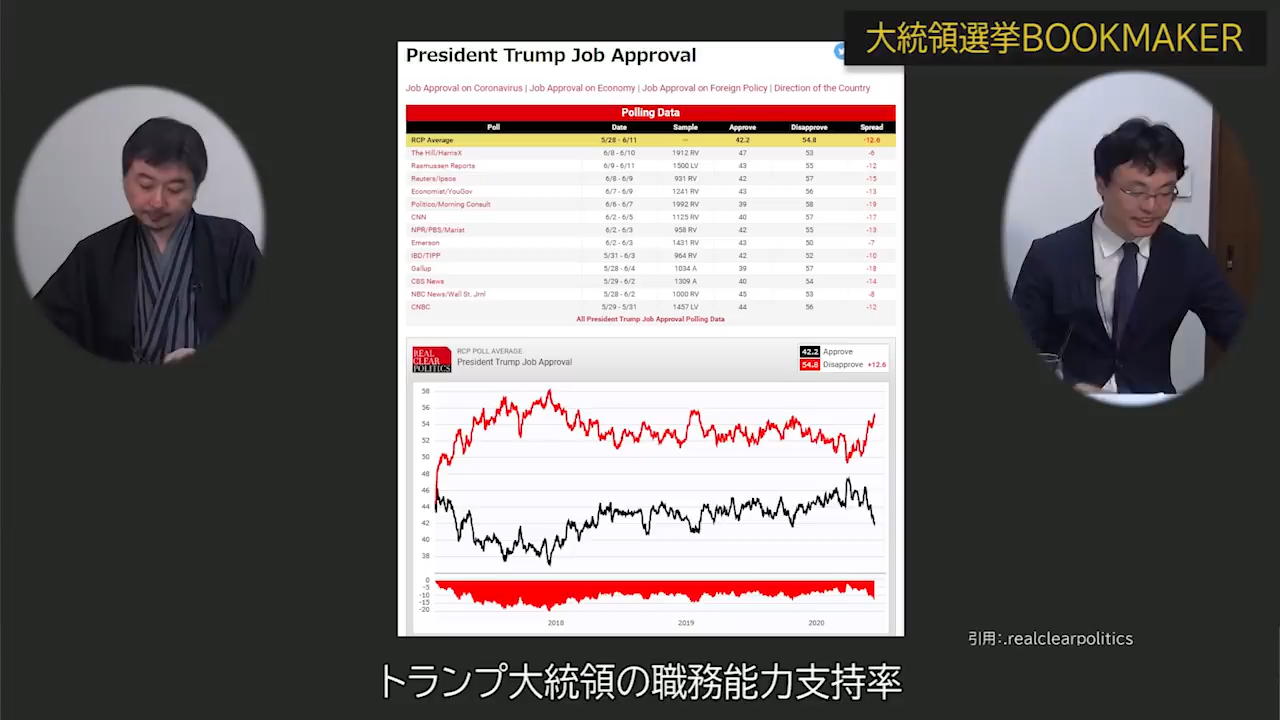 大統領選挙BOOKMAKER
President Trump Job Approval
Job Approval on Coronavirus | Job Approval on Economy | Job Approval on Foreign Policy | Direction of the Country
Polling Data
Poll Date Sample Approve Disapprove Spread
RCP Average 5/28 - 6/11 -- 42.2 54.8 -12.6
The Hill/HarrisX 6/8 - 6/10 1912 RV 47 53 -6
Rasmussen Reports 6/9 - 6/11 1500 LV 43 55 -12
Reuters/Ipsos 6/8 - 6/9 931 RV 42 57 -15
Economist/YouGov 6/7 - 6/9 1241 RV 43 56 -13
Politico/Morning Consult 6/6 - 6/7 1992 RV 39 58 -19
CNN 6/2 - 6/5 1125 RV 40 57 -17
NPR/PBS/Marist 6/2 - 6/3 958 RV 42 55 -13
Emerson 6/2 - 6/3 1431 RV 43 50 -7
IBD/TIPP 5/31 - 6/3 964 RV 42 52 -10
Gallup 5/28 - 6/4 1034 A 39 57 -18
CBS News 5/29 - 6/2 1309 A 40 54 -14
NBC News/Wall St. Jrnl 5/28 - 6/2 1000 RV 45 53 -8
CNBC 5/29 - 5/31 1457 LV 44 56 -12
All President Trump Job Approval Polling Data
REAL
CLEAR
POLITICS
RCP POLL AVERAGE
President Trump Job Approval
42.2 Approve
54.8 Disapprove +12.6
58
56
54
52
50
48
46
44
42
40
38
0
-5
-10
-15
-20
2018 2019 2020
引用:.realclearpolitics
トランプ大統領の職務能力支持率